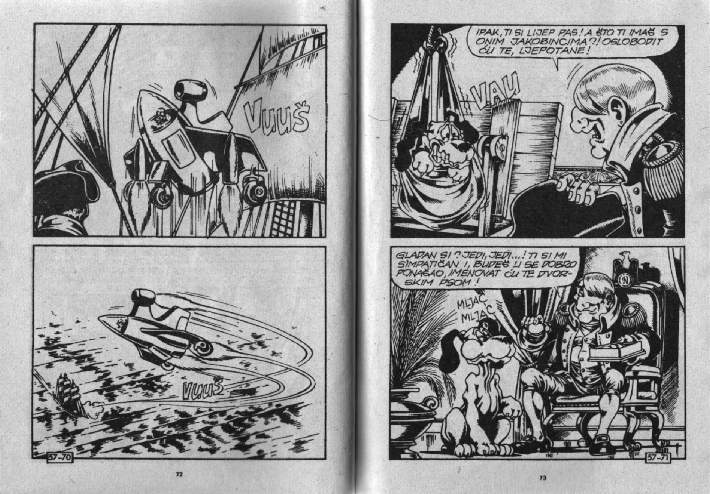 VUUŠ
VUUŠ
57-70
72
IPAK, TI SI LIJEP PAS! A ŠTO TI IMAŠ S
ONIM JAKOBINCIMA?! OSLOBODIT
ĆU TE, LJEPOTANE!
VAU
GLADAN SI? JEDI, JEDI...! TI SI MI
SIMPATIČAN I, BUDEŠ LI SE DOBRO
PONAŠAO, IMENOVAT ĆU TE DVOR-
SKIM PSOM!
MLJAC
MLJAC
N
57-71
73